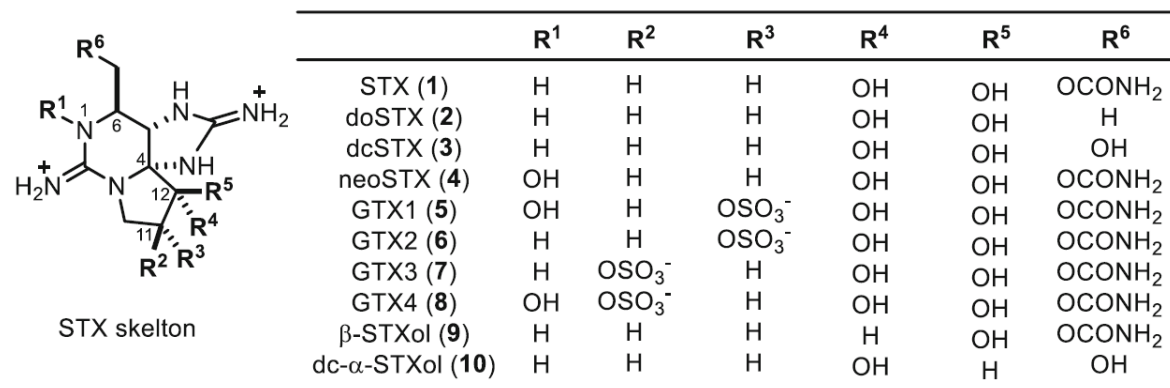 R¹ R² R³ R⁴ R⁵ R⁶
STX (1) H H H OH OH OCONH₂
doSTX (2) H H H OH OH H
dcSTX (3) H H H OH OH OH
neoSTX (4) OH H H OH OH OCONH₂
GTX1 (5) OH H OSO₃⁻ OH OH OCONH₂
GTX2 (6) H H OSO₃⁻ OH OH OCONH₂
GTX3 (7) H OSO₃⁻ H OH OH OCONH₂
GTX4 (8) OH OSO₃⁻ H OH OH OCONH₂
β-STXol (9) H H H H OH OCONH₂
dc-α-STXol (10) H H H OH H OH
R⁶
H
N
+
NH₂
R¹
1
N
6
+
H₂N
N
4
NH
12
R⁵
R⁴
11
R²
R³
STX skelton